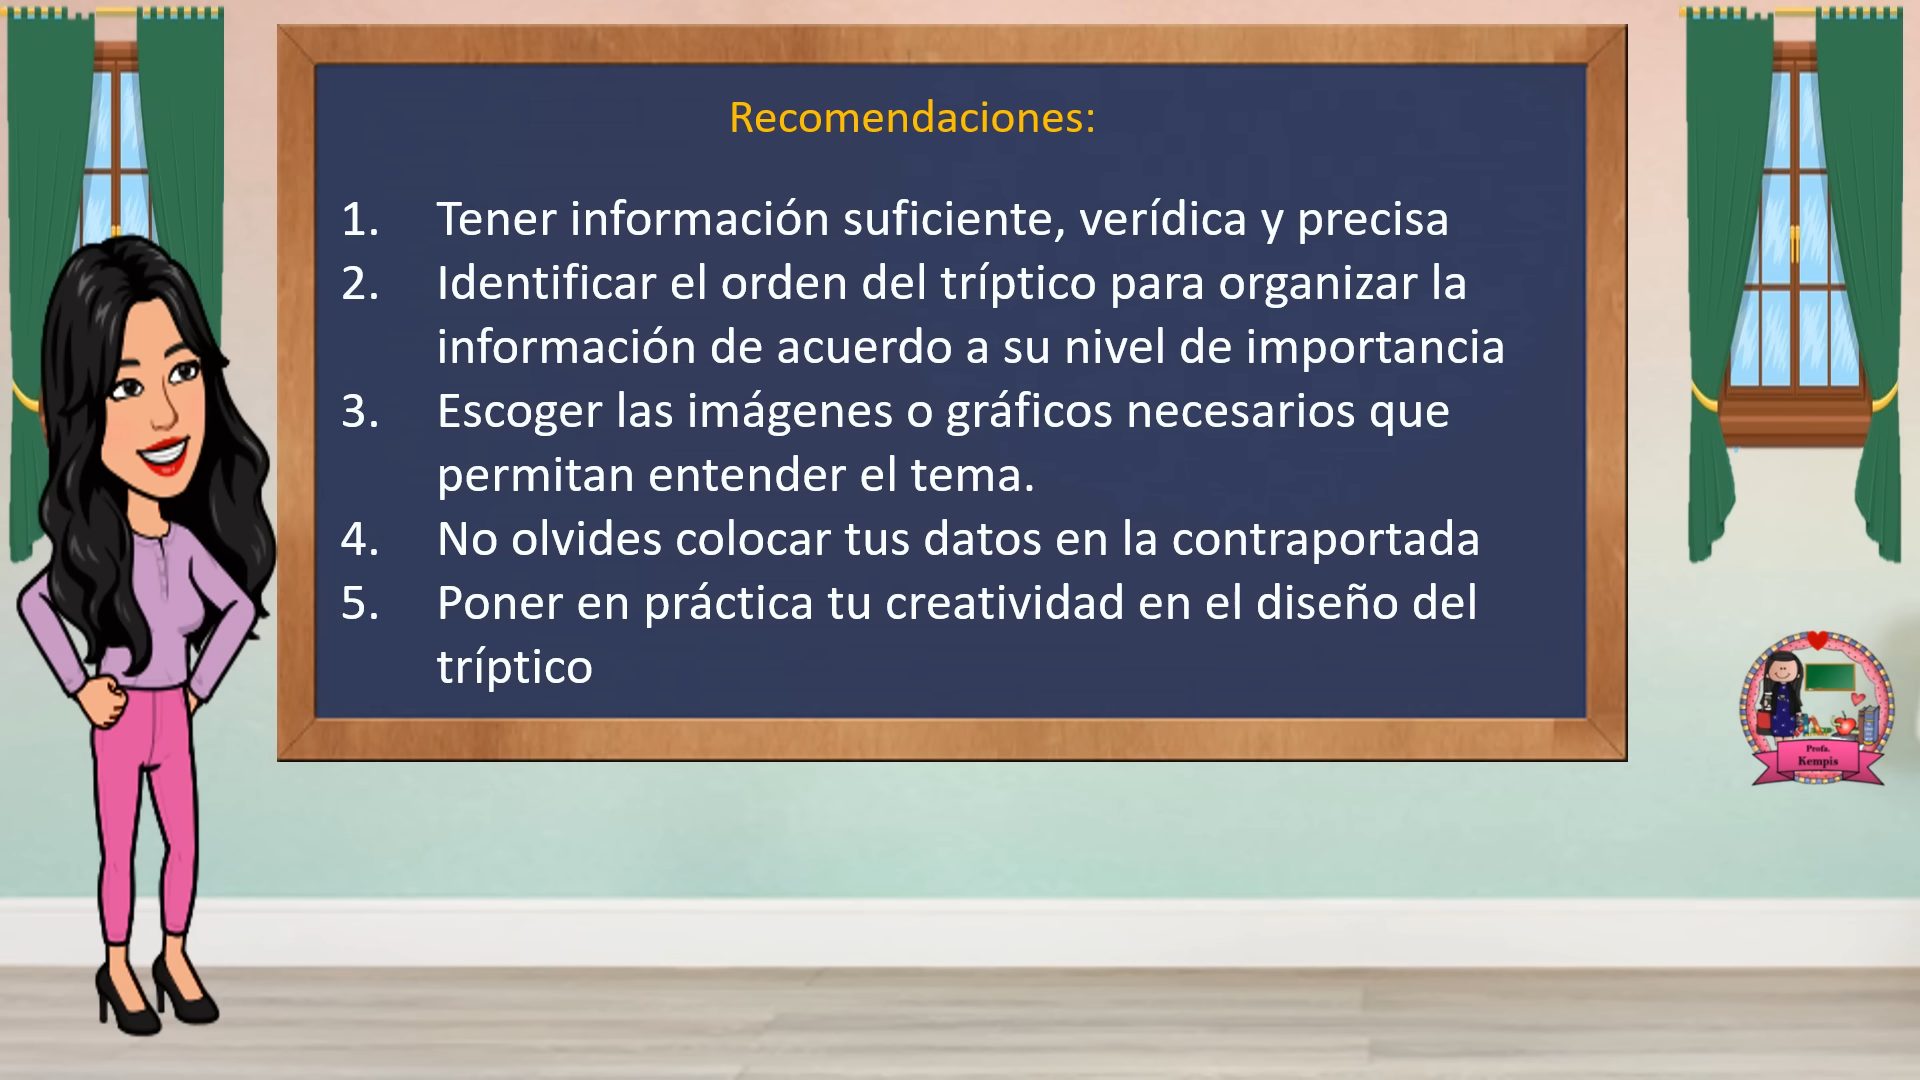 Recomendaciones:
1. Tener información suficiente, verídica y precisa
2. Identificar el orden del tríptico para organizar la
información de acuerdo a su nivel de importancia
3. Escoger las imágenes o gráficos necesarios que
permitan entender el tema.
4. No olvides colocar tus datos en la contraportada
5. Poner en práctica tu creatividad en el diseño del
tríptico
Profa.
Kempis